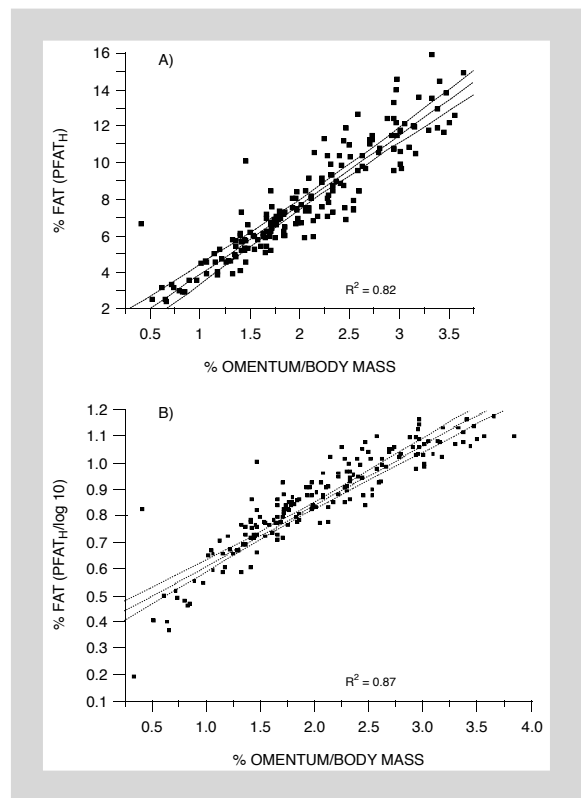 A)
16
14
12
10
8
6
4
2
% FAT (PFAT_H)
R² = 0.82
0.5 1 1.5 2 2.5 3 3.5
% OMENTUM/BODY MASS
B)
1.2
1.1
1.0
0.9
0.8
0.7
0.6
0.5
0.4
0.3
0.2
0.1
% FAT (PFAT_H/log 10)
R² = 0.87
0.5 1.0 1.5 2.0 2.5 3.0 3.5 4.0
% OMENTUM/BODY MASS